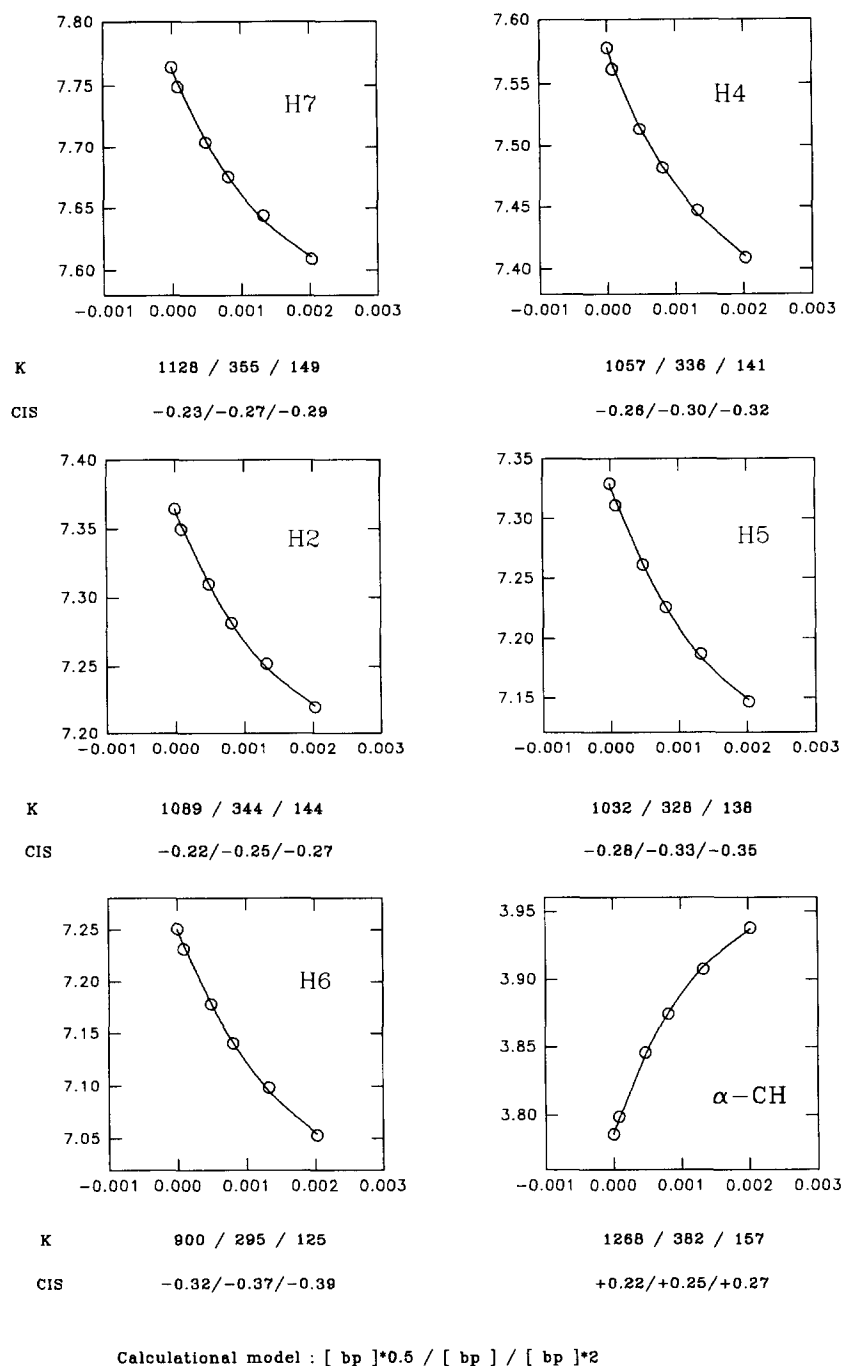 7.80
7.75
7.70
7.65
7.60
H7
-0.001 0.000 0.001 0.002 0.003
7.60
7.55
7.50
7.45
7.40
H4
-0.001 0.000 0.001 0.002 0.003
K 1128 / 355 / 149 1057 / 336 / 141
CIS -0.23/-0.27/-0.29 -0.26/-0.30/-0.32
7.40
7.35
7.30
7.25
7.20
H2
-0.001 0.000 0.001 0.002 0.003
7.35
7.30
7.25
7.20
7.15
H5
-0.001 0.000 0.001 0.002 0.003
K 1089 / 344 / 144 1032 / 328 / 138
CIS -0.22/-0.25/-0.27 -0.28/-0.33/-0.35
7.25
7.20
7.15
7.10
7.05
H6
-0.001 0.000 0.001 0.002 0.003
3.95
3.90
3.85
3.80
α-CH
-0.001 0.000 0.001 0.002 0.003
K 900 / 295 / 125 1268 / 382 / 157
CIS -0.32/-0.37/-0.39 +0.22/+0.25/+0.27
Calculational model : [ bp ]*0.5 / [ bp ] / [ bp ]*2